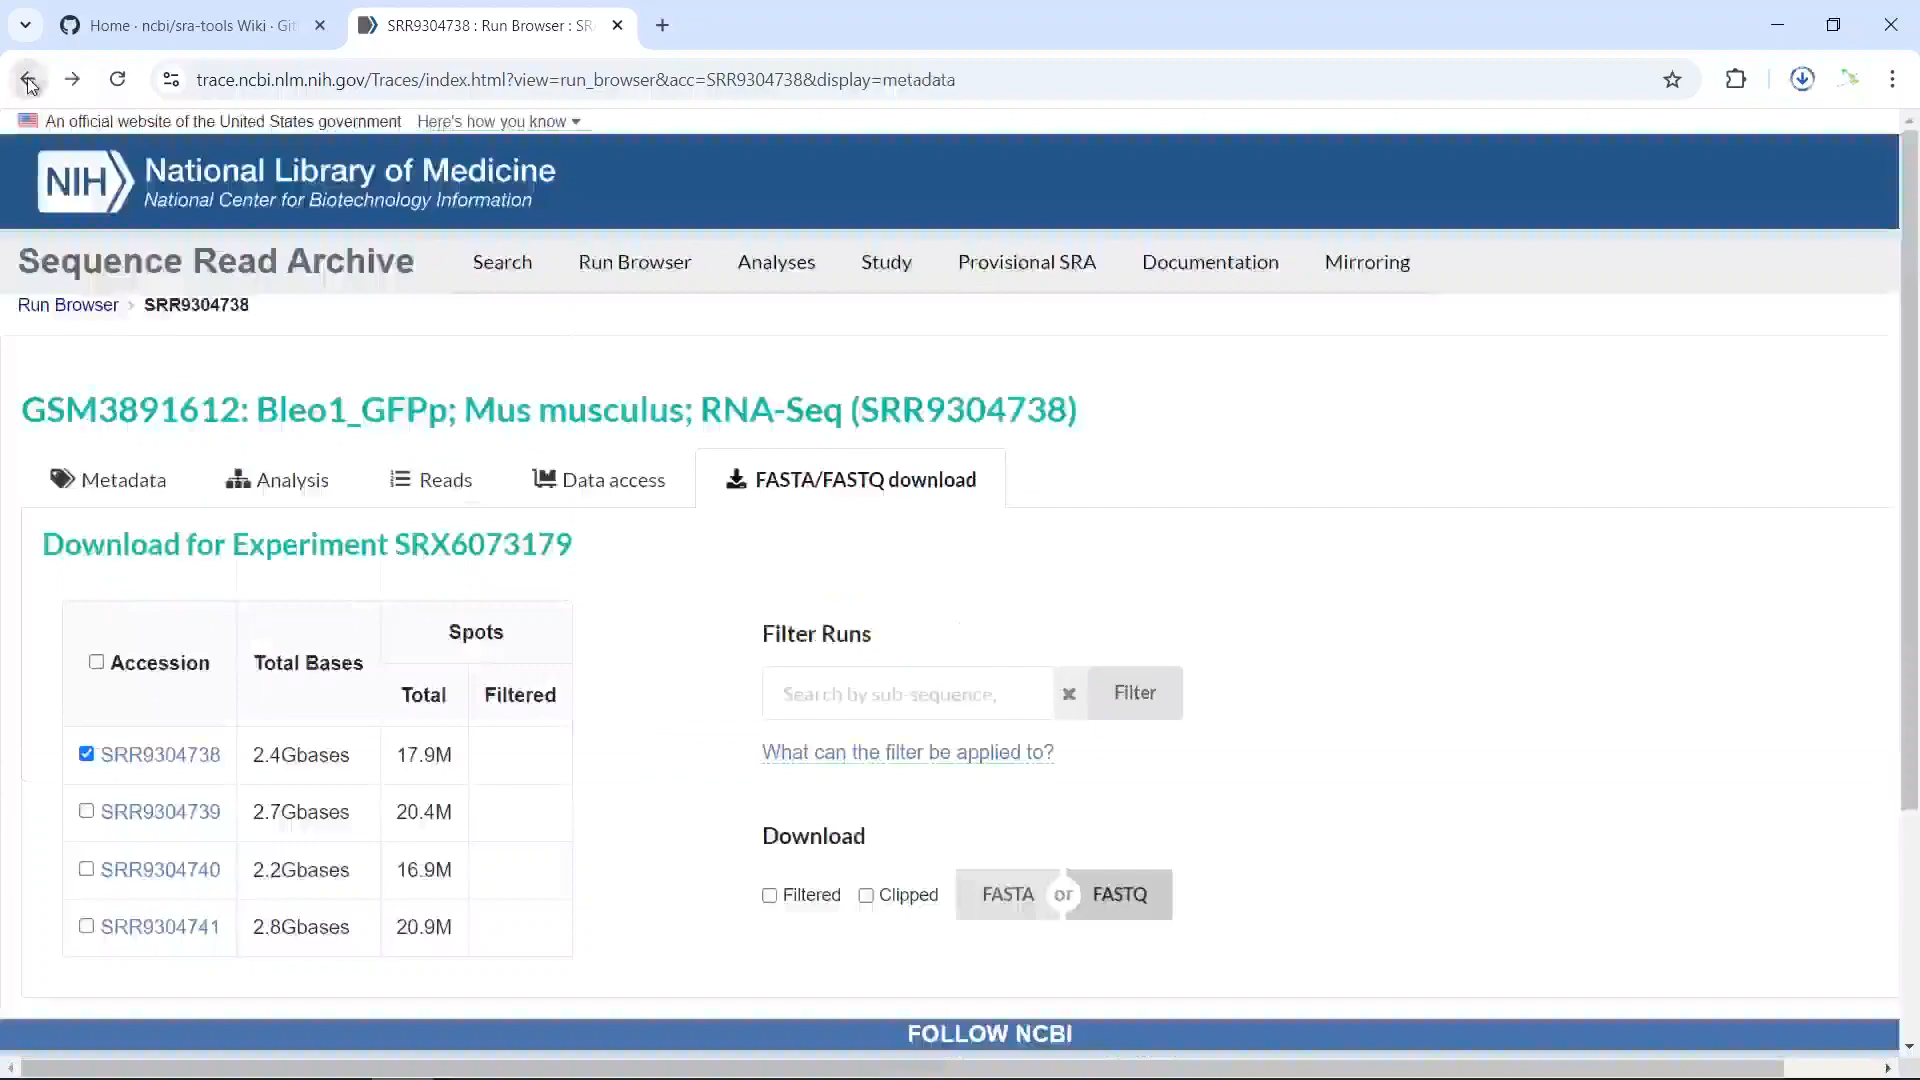 Home · ncbi/sra-tools Wiki · Git
SRR9304738 : Run Browser : SR
trace.ncbi.nlm.nih.gov/Traces/index.html?view=run_browser&acc=SRR9304738&display=metadata
An official website of the United States government Here's how you know
NIH National Library of Medicine
National Center for Biotechnology Information
Sequence Read Archive Search Run Browser Analyses Study Provisional SRA Documentation Mirroring
Run Browser › SRR9304738
GSM3891612: Bleo1_GFPp; Mus musculus; RNA-Seq (SRR9304738)
Metadata Analysis Reads Data access FASTA/FASTQ download
Download for Experiment SRX6073179
Accession Total Bases Spots
Total Filtered
SRR9304738 2.4Gbases 17.9M
SRR9304739 2.7Gbases 20.4M
SRR9304740 2.2Gbases 16.9M
SRR9304741 2.8Gbases 20.9M
Filter Runs
Search by sub-sequence, Filter
What can the filter be applied to?
Download
Filtered Clipped FASTA or FASTQ
FOLLOW NCBI